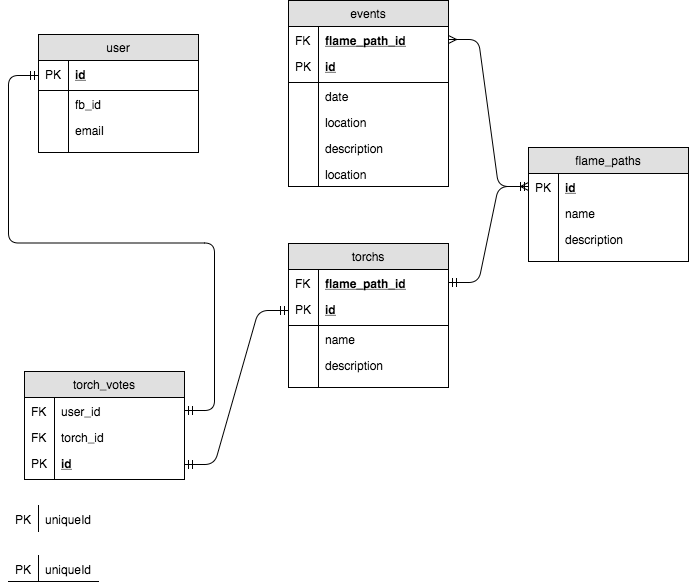 user
PK id
fb_id
email
events
FK flame_path_id
PK id
date
location
description
location
flame_paths
PK id
name
description
torchs
FK flame_path_id
PK id
name
description
torch_votes
FK user_id
FK torch_id
PK id
PK uniqueId
PK uniqueId